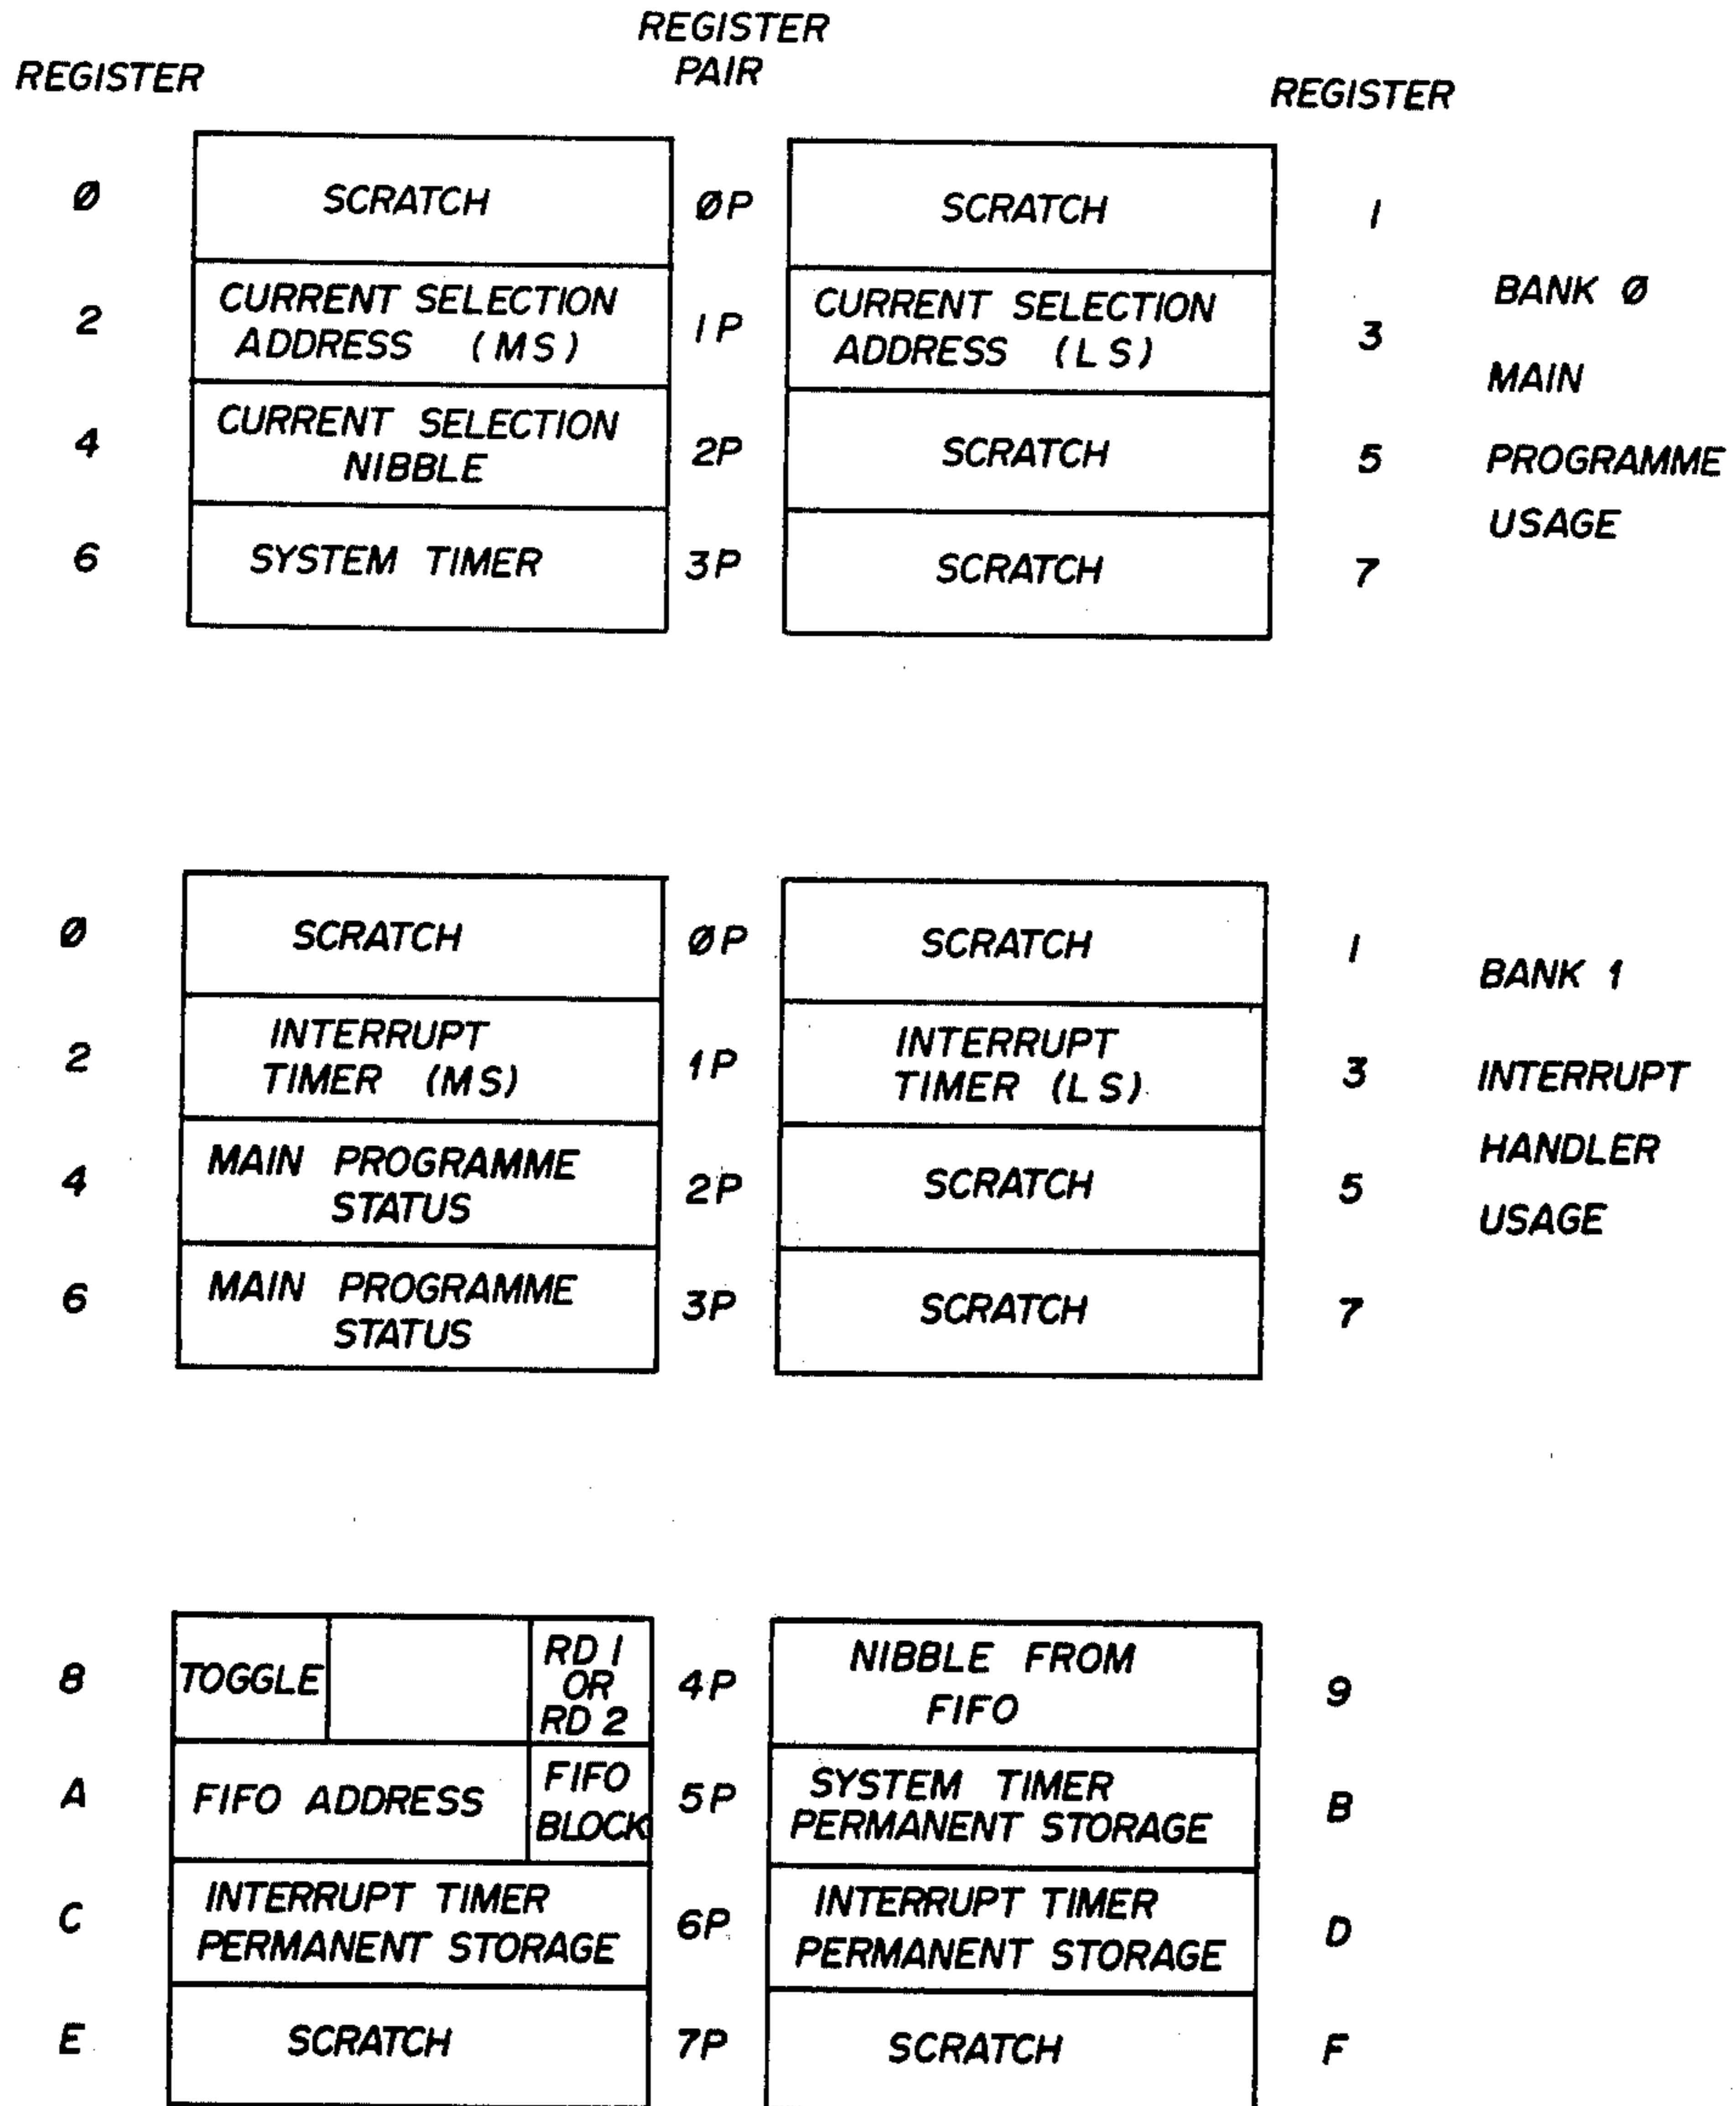 REGISTER
REGISTER
PAIR
REGISTER
Ø
SCRATCH
ØP
SCRATCH
1
2
CURRENT SELECTION
ADDRESS (MS)
1P
CURRENT SELECTION
ADDRESS (LS)
3
4
CURRENT SELECTION
NIBBLE
2P
SCRATCH
5
6
SYSTEM TIMER
3P
SCRATCH
7
BANK Ø
MAIN
PROGRAMME
USAGE
Ø
SCRATCH
ØP
SCRATCH
1
2
INTERRUPT
TIMER (MS)
1P
INTERRUPT
TIMER (LS)
3
4
MAIN PROGRAMME
STATUS
2P
SCRATCH
5
6
MAIN PROGRAMME
STATUS
3P
SCRATCH
7
BANK 1
INTERRUPT
HANDLER
USAGE
8
TOGGLE
RD 1
OR
RD 2
4P
NIBBLE FROM
FIFO
9
A
FIFO ADDRESS
FIFO
BLOCK
5P
SYSTEM TIMER
PERMANENT STORAGE
B
C
INTERRUPT TIMER
PERMANENT STORAGE
6P
INTERRUPT TIMER
PERMANENT STORAGE
D
E
SCRATCH
7P
SCRATCH
F